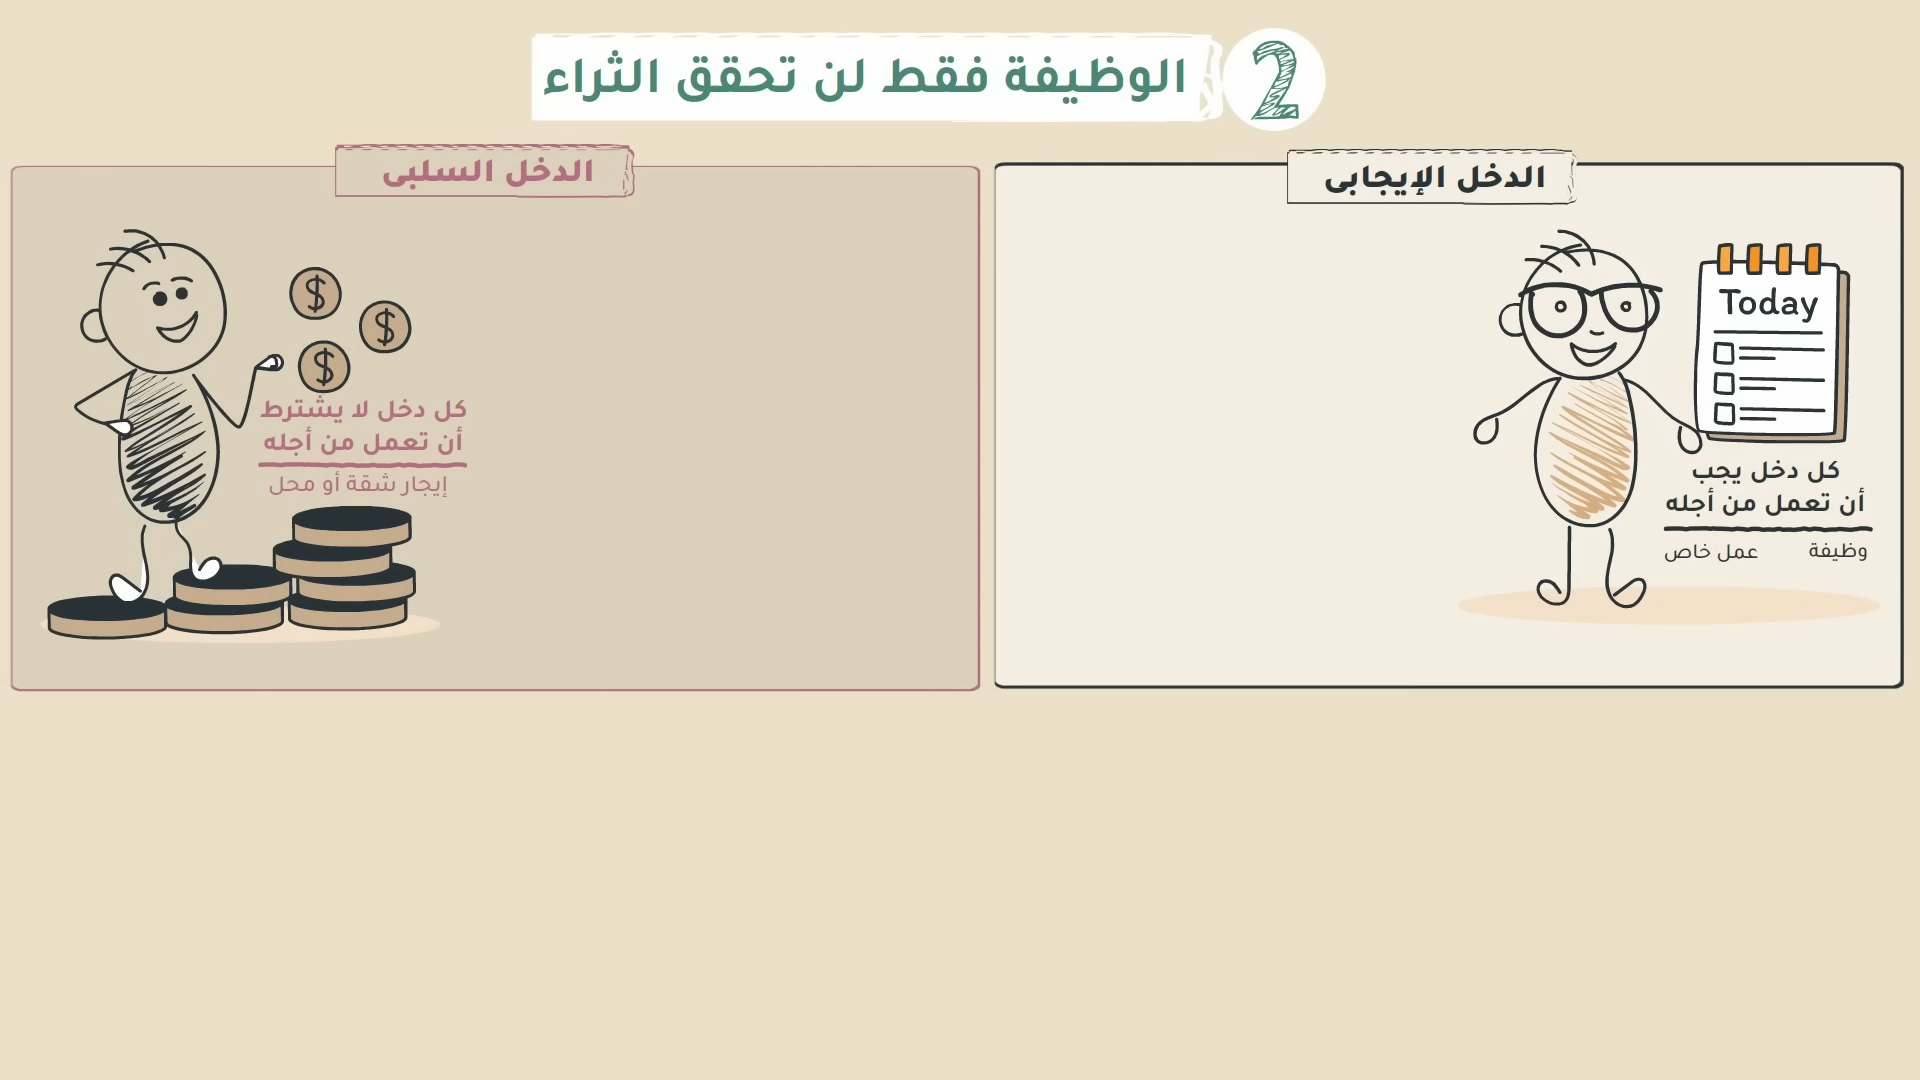 2
الوظيفة فقط لن تحقق الثراء
الدخل الإيجابى
Today
كل دخل يجب
أن تعمل من أجله
وظيفة عمل خاص
الدخل السلبى
$
$
$
كل دخل لا يشترط
أن تعمل من أجله
إيجار شقة أو محل